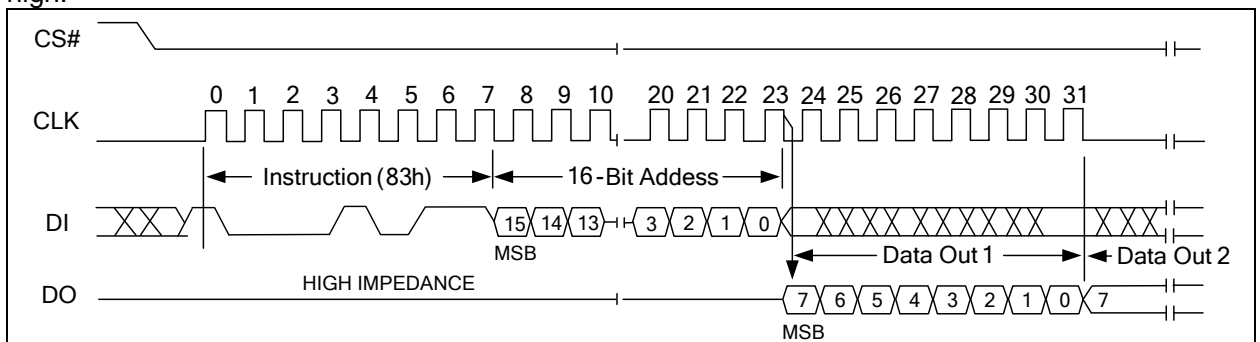 CS#
0 1 2 3 4 5 6 7 8 9 10 20 21 22 23 24 25 26 27 28 29 30 31
CLK
Instruction (83h) 16-Bit Addess
DI 15 14 13 3 2 1 0
MSB
Data Out 1 Data Out 2
HIGH IMPEDANCE
DO 7 6 5 4 3 2 1 0 7
MSB